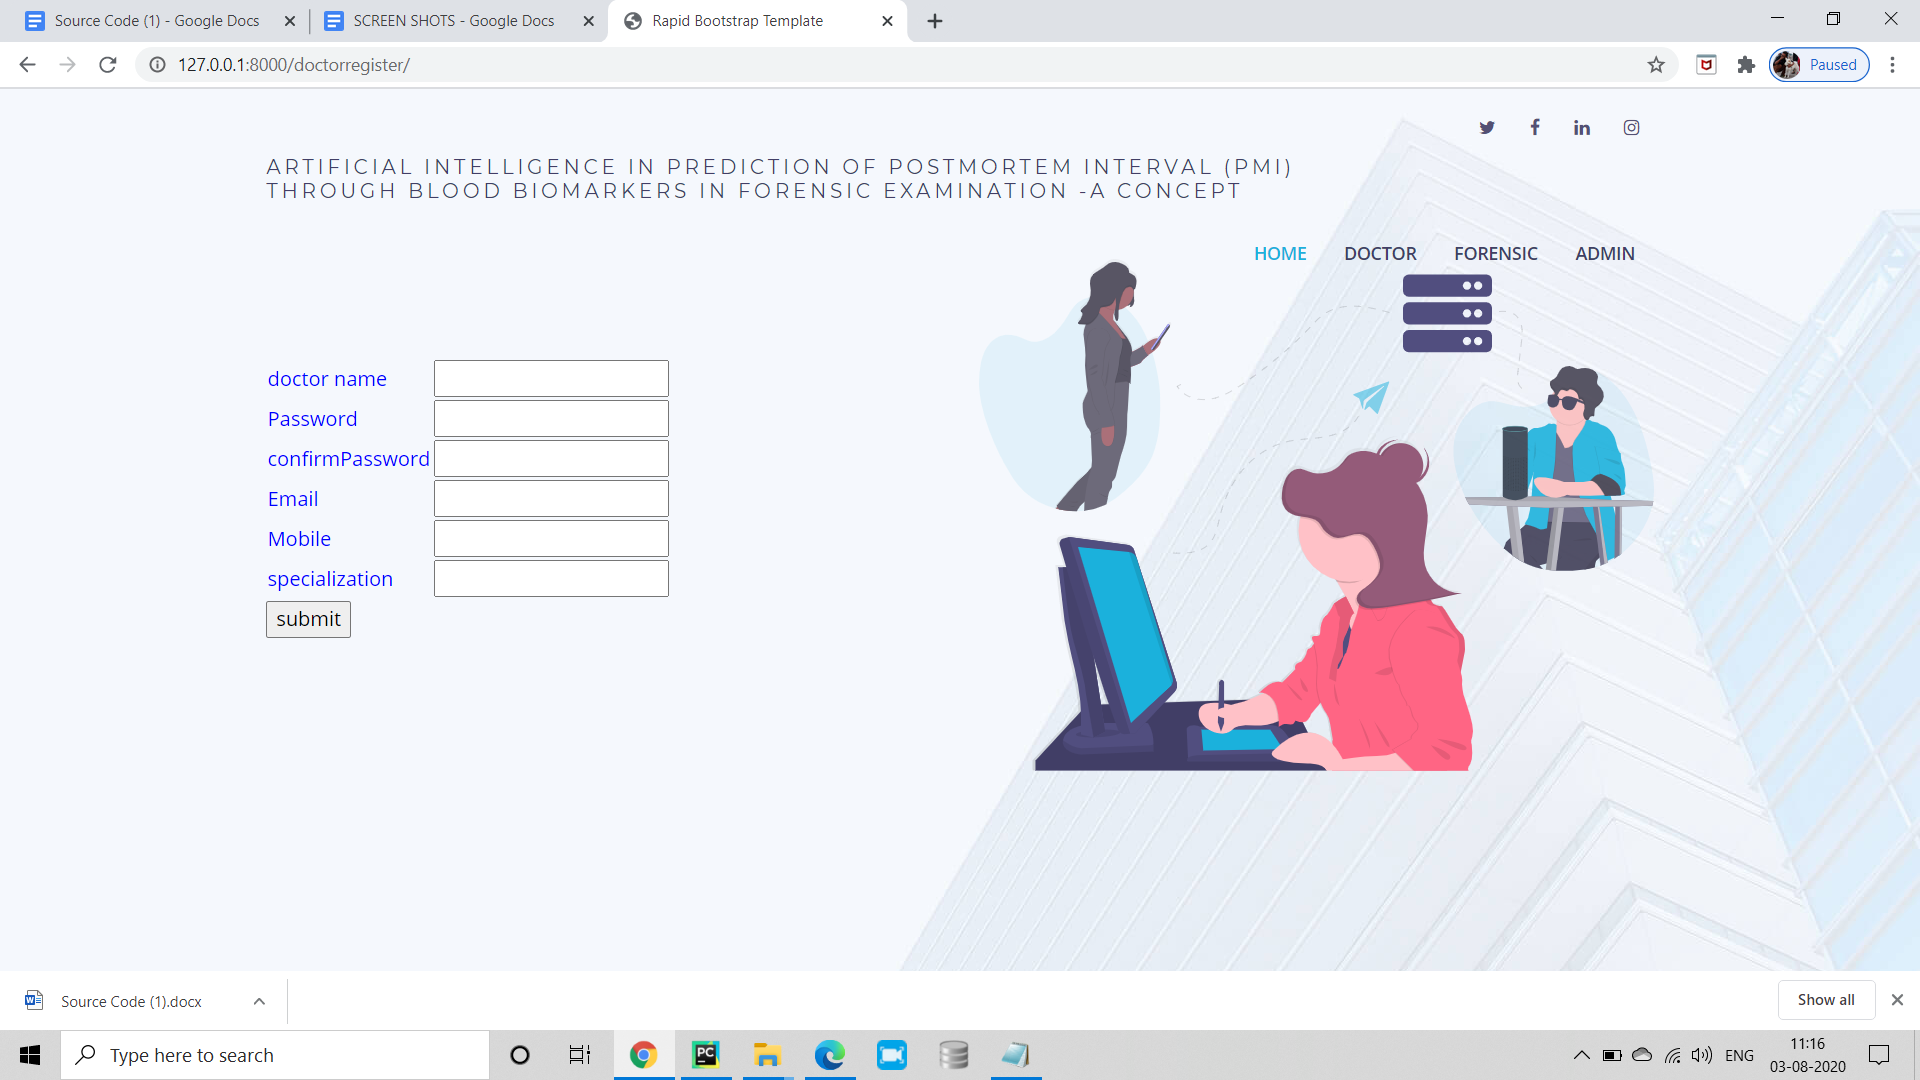 Source Code (1) - Google Docs
SCREEN SHOTS - Google Docs
Rapid Bootstrap Template
127.0.0.1:8000/doctorregister/
Paused
ARTIFICIAL INTELLIGENCE IN PREDICTION OF POSTMORTEM INTERVAL (PMI)
THROUGH BLOOD BIOMARKERS IN FORENSIC EXAMINATION -A CONCEPT
HOME DOCTOR FORENSIC ADMIN
doctor name
Password
confirmPassword
Email
Mobile
specialization
submit
Source Code (1).docx
Show all
Type here to search
PC
ENG
11:16
03-08-2020